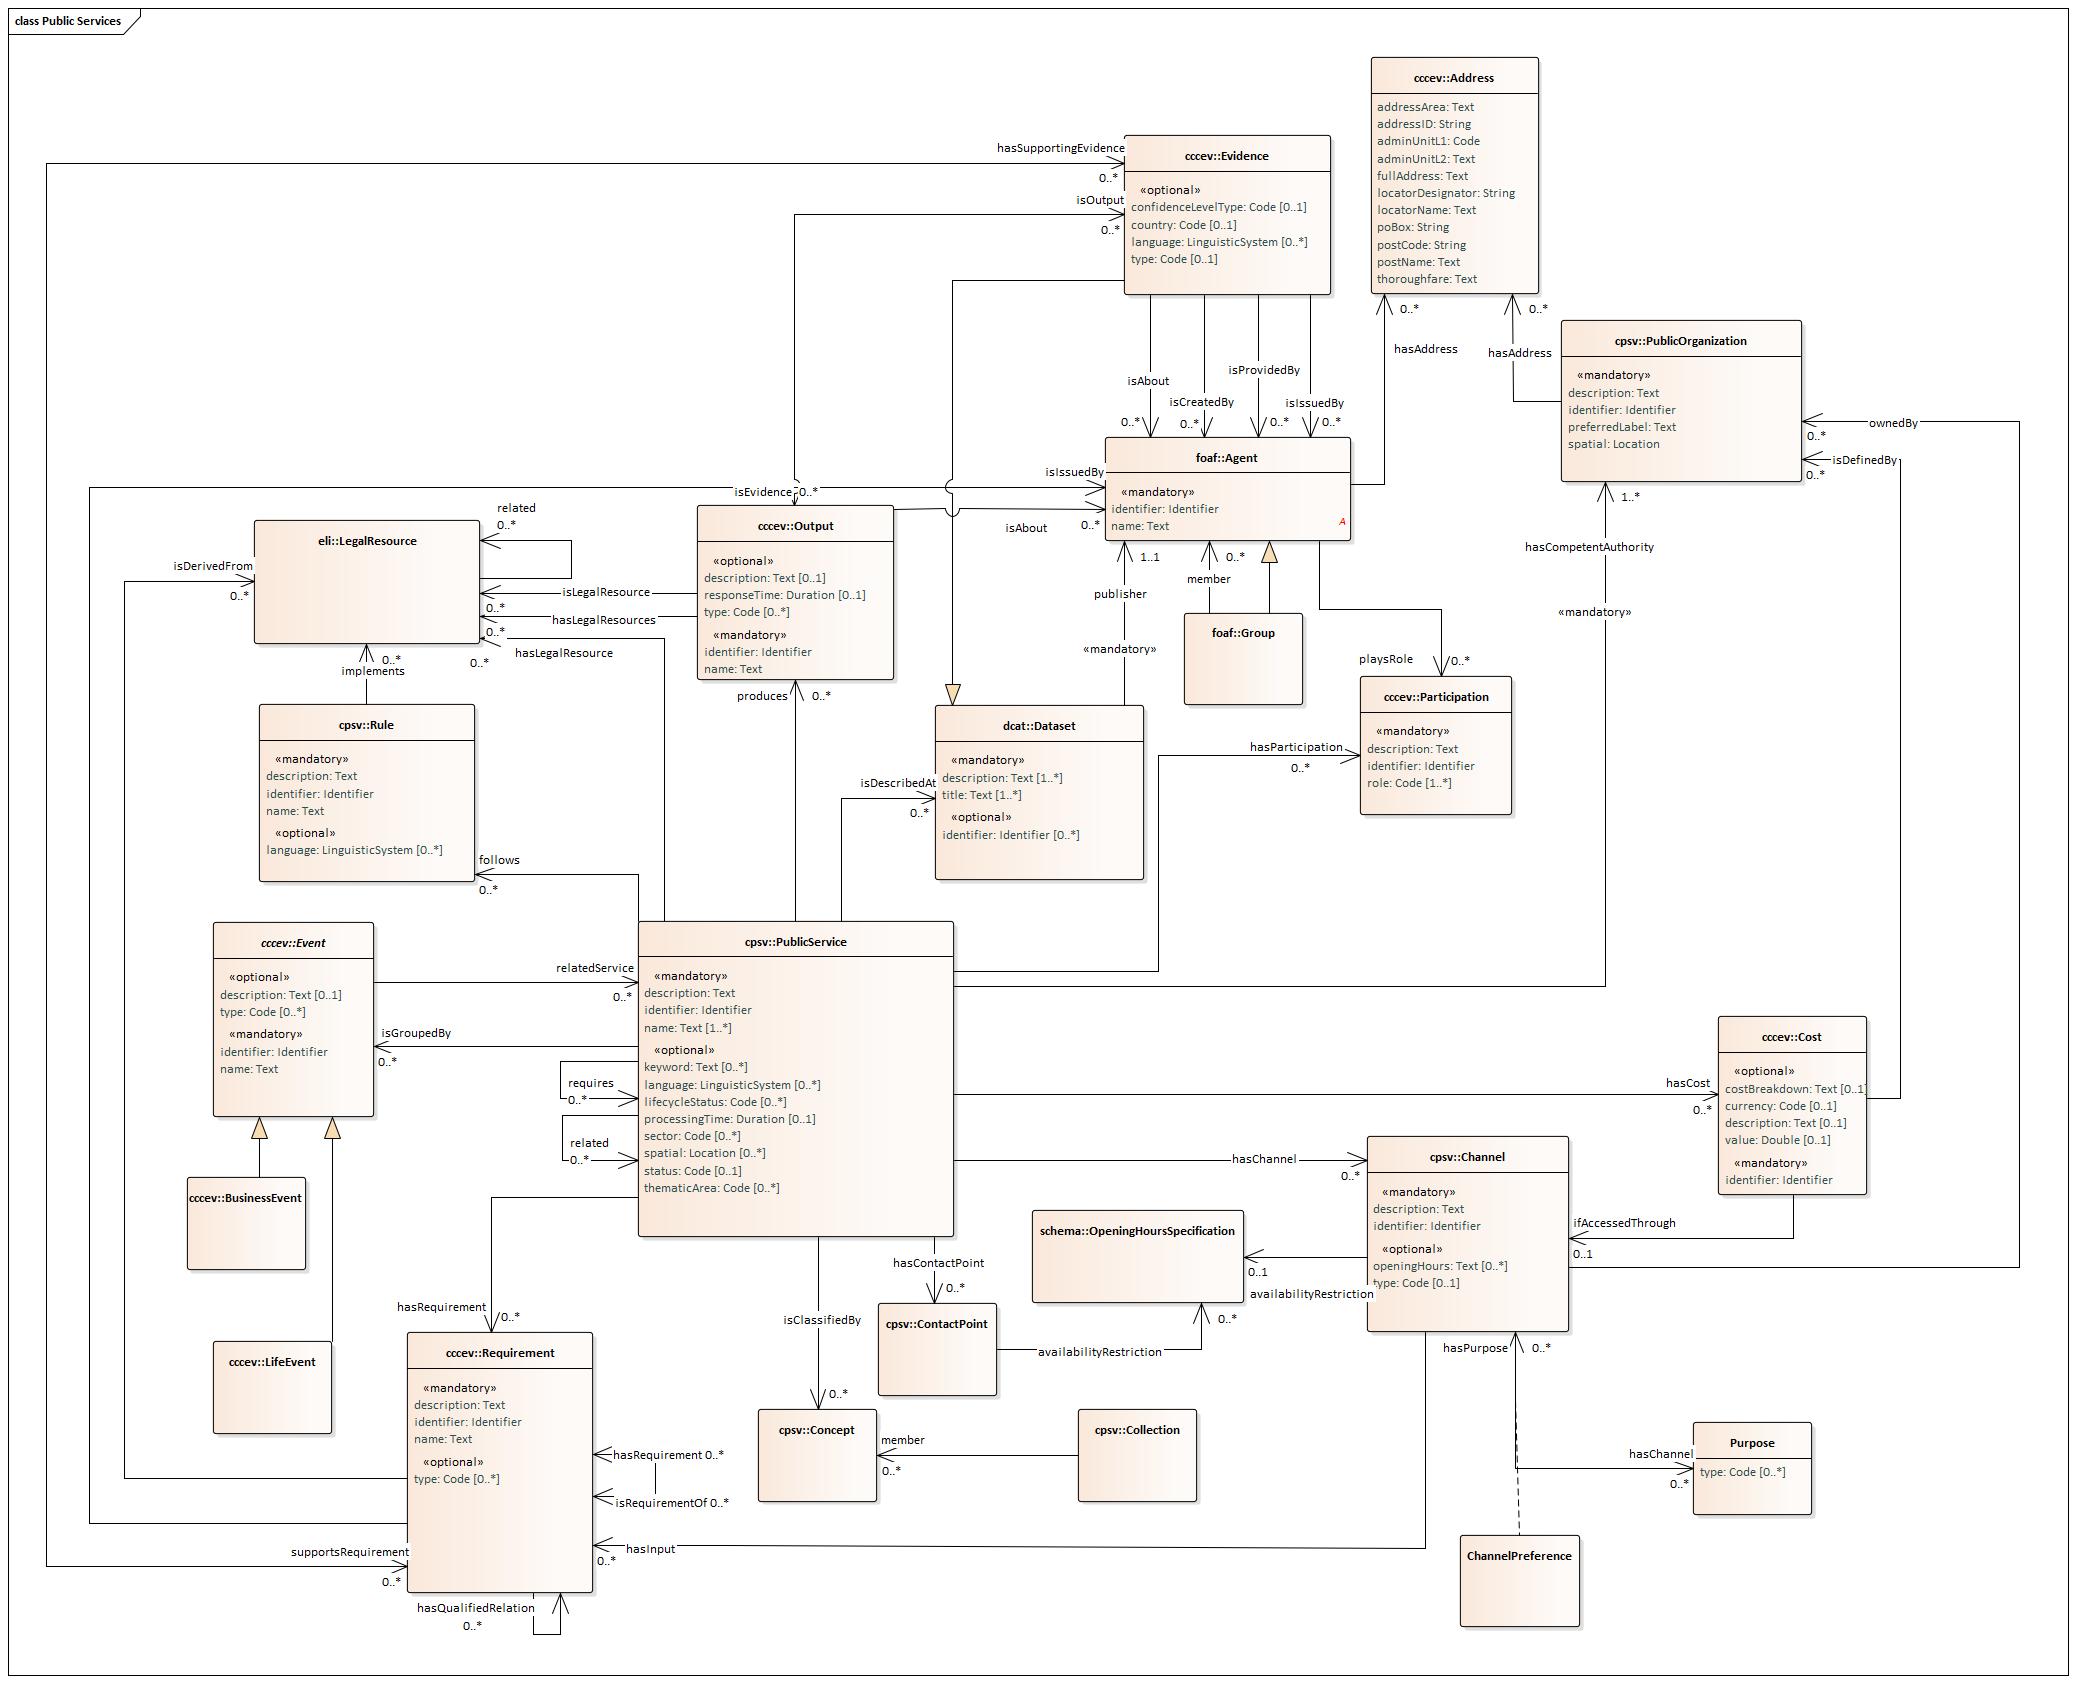 class Public Services
cccev::Address
addressArea: Text
addressID: String
adminUnitL1: Code
adminUnitL2: Text
fullAddress: Text
locatorDesignator: String
locatorName: Text
poBox: String
postCode: String
postName: Text
thoroughfare: Text
hasSupportingEvidence
0..*
isOutput
0..*
cccev::Evidence
«optional»
confidenceLevelType: Code [0..1]
country: Code [0..1]
language: LinguisticSystem [0..*]
type: Code [0..1]
0..*
0..*
hasAddress
hasAddress
cpsv::PublicOrganization
«mandatory»
description: Text
identifier: Identifier
preferredLabel: Text
spatial: Location
ownedBy
0..*
isDefinedBy
0..*
1..*
hasCompetentAuthority
«mandatory»
isAbout
0..*
isCreatedBy
0..*
isProvidedBy
0..*
isIssuedBy
0..*
foaf::Agent
«mandatory»
identifier: Identifier
name: Text
A
isIssuedBy
isAbout
0..*
isEvidence 0..*
cccev::Output
«optional»
description: Text [0..1]
responseTime: Duration [0..1]
type: Code [0..*]
«mandatory»
identifier: Identifier
name: Text
related
0..*
eli::LegalResource
isDerivedFrom
0..*
isLegalResource
0..*
hasLegalResources
0..*
hasLegalResource
0..*
0..*
implements
produces
0..*
1..1
publisher
«mandatory»
member
0..*
foaf::Group
playsRole
0..*
cccev::Participation
«mandatory»
description: Text
identifier: Identifier
role: Code [1..*]
hasParticipation
0..*
cpsv::Rule
«mandatory»
description: Text
identifier: Identifier
name: Text
«optional»
language: LinguisticSystem [0..*]
follows
0..*
dcat::Dataset
«mandatory»
description: Text [1..*]
title: Text [1..*]
«optional»
identifier: Identifier [0..*]
isDescribedAt
0..*
cccev::Event
«optional»
description: Text [0..1]
type: Code [0..*]
«mandatory»
identifier: Identifier
name: Text
relatedService
0..*
isGroupedBy
0..*
requires
0..*
related
0..*
cpsv::PublicService
«mandatory»
description: Text
identifier: Identifier
name: Text [1..*]
«optional»
keyword: Text [0..*]
language: LinguisticSystem [0..*]
lifecycleStatus: Code [0..*]
processingTime: Duration [0..1]
sector: Code [0..*]
spatial: Location [0..*]
status: Code [0..1]
thematicArea: Code [0..*]
hasCost
0..*
cccev::Cost
«optional»
costBreakdown: Text [0..1]
currency: Code [0..1]
description: Text [0..1]
value: Double [0..1]
«mandatory»
identifier: Identifier
hasChannel
0..*
cpsv::Channel
«mandatory»
description: Text
identifier: Identifier
«optional»
openingHours: Text [0..*]
type: Code [0..1]
ifAccessedThrough
0..1
schema::OpeningHoursSpecification
0..1
availabilityRestriction
0..*
cccev::BusinessEvent
cccev::LifeEvent
hasRequirement
0..*
hasContactPoint
0..*
isClassifiedBy
0..*
cpsv::ContactPoint
availabilityRestriction
cccev::Requirement
«mandatory»
description: Text
identifier: Identifier
name: Text
«optional»
type: Code [0..*]
hasRequirement 0..*
isRequirementOf 0..*
cpsv::Concept
member
0..*
cpsv::Collection
hasPurpose
0..*
hasChannel
0..*
Purpose
type: Code [0..*]
ChannelPreference
hasInput
0..*
supportsRequirement
0..*
hasQualifiedRelation
0..*